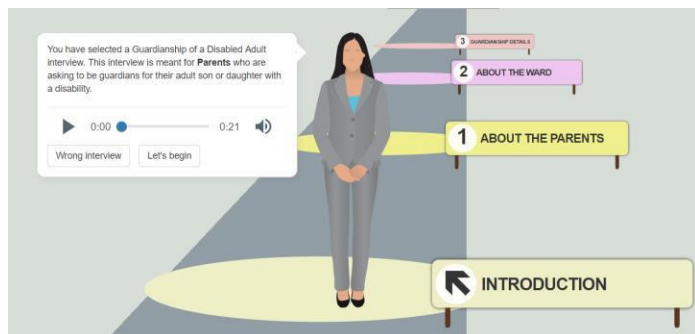 You have selected a Guardianship of a Disabled Adult
interview. This interview is meant for Parents who are
asking to be guardians for their adult son or daughter with
a disability.
0:00 0:21
Wrong interview Let's begin
3 GUARDIANSHIP DETAILS
2 ABOUT THE WARD
1 ABOUT THE PARENTS
INTRODUCTION